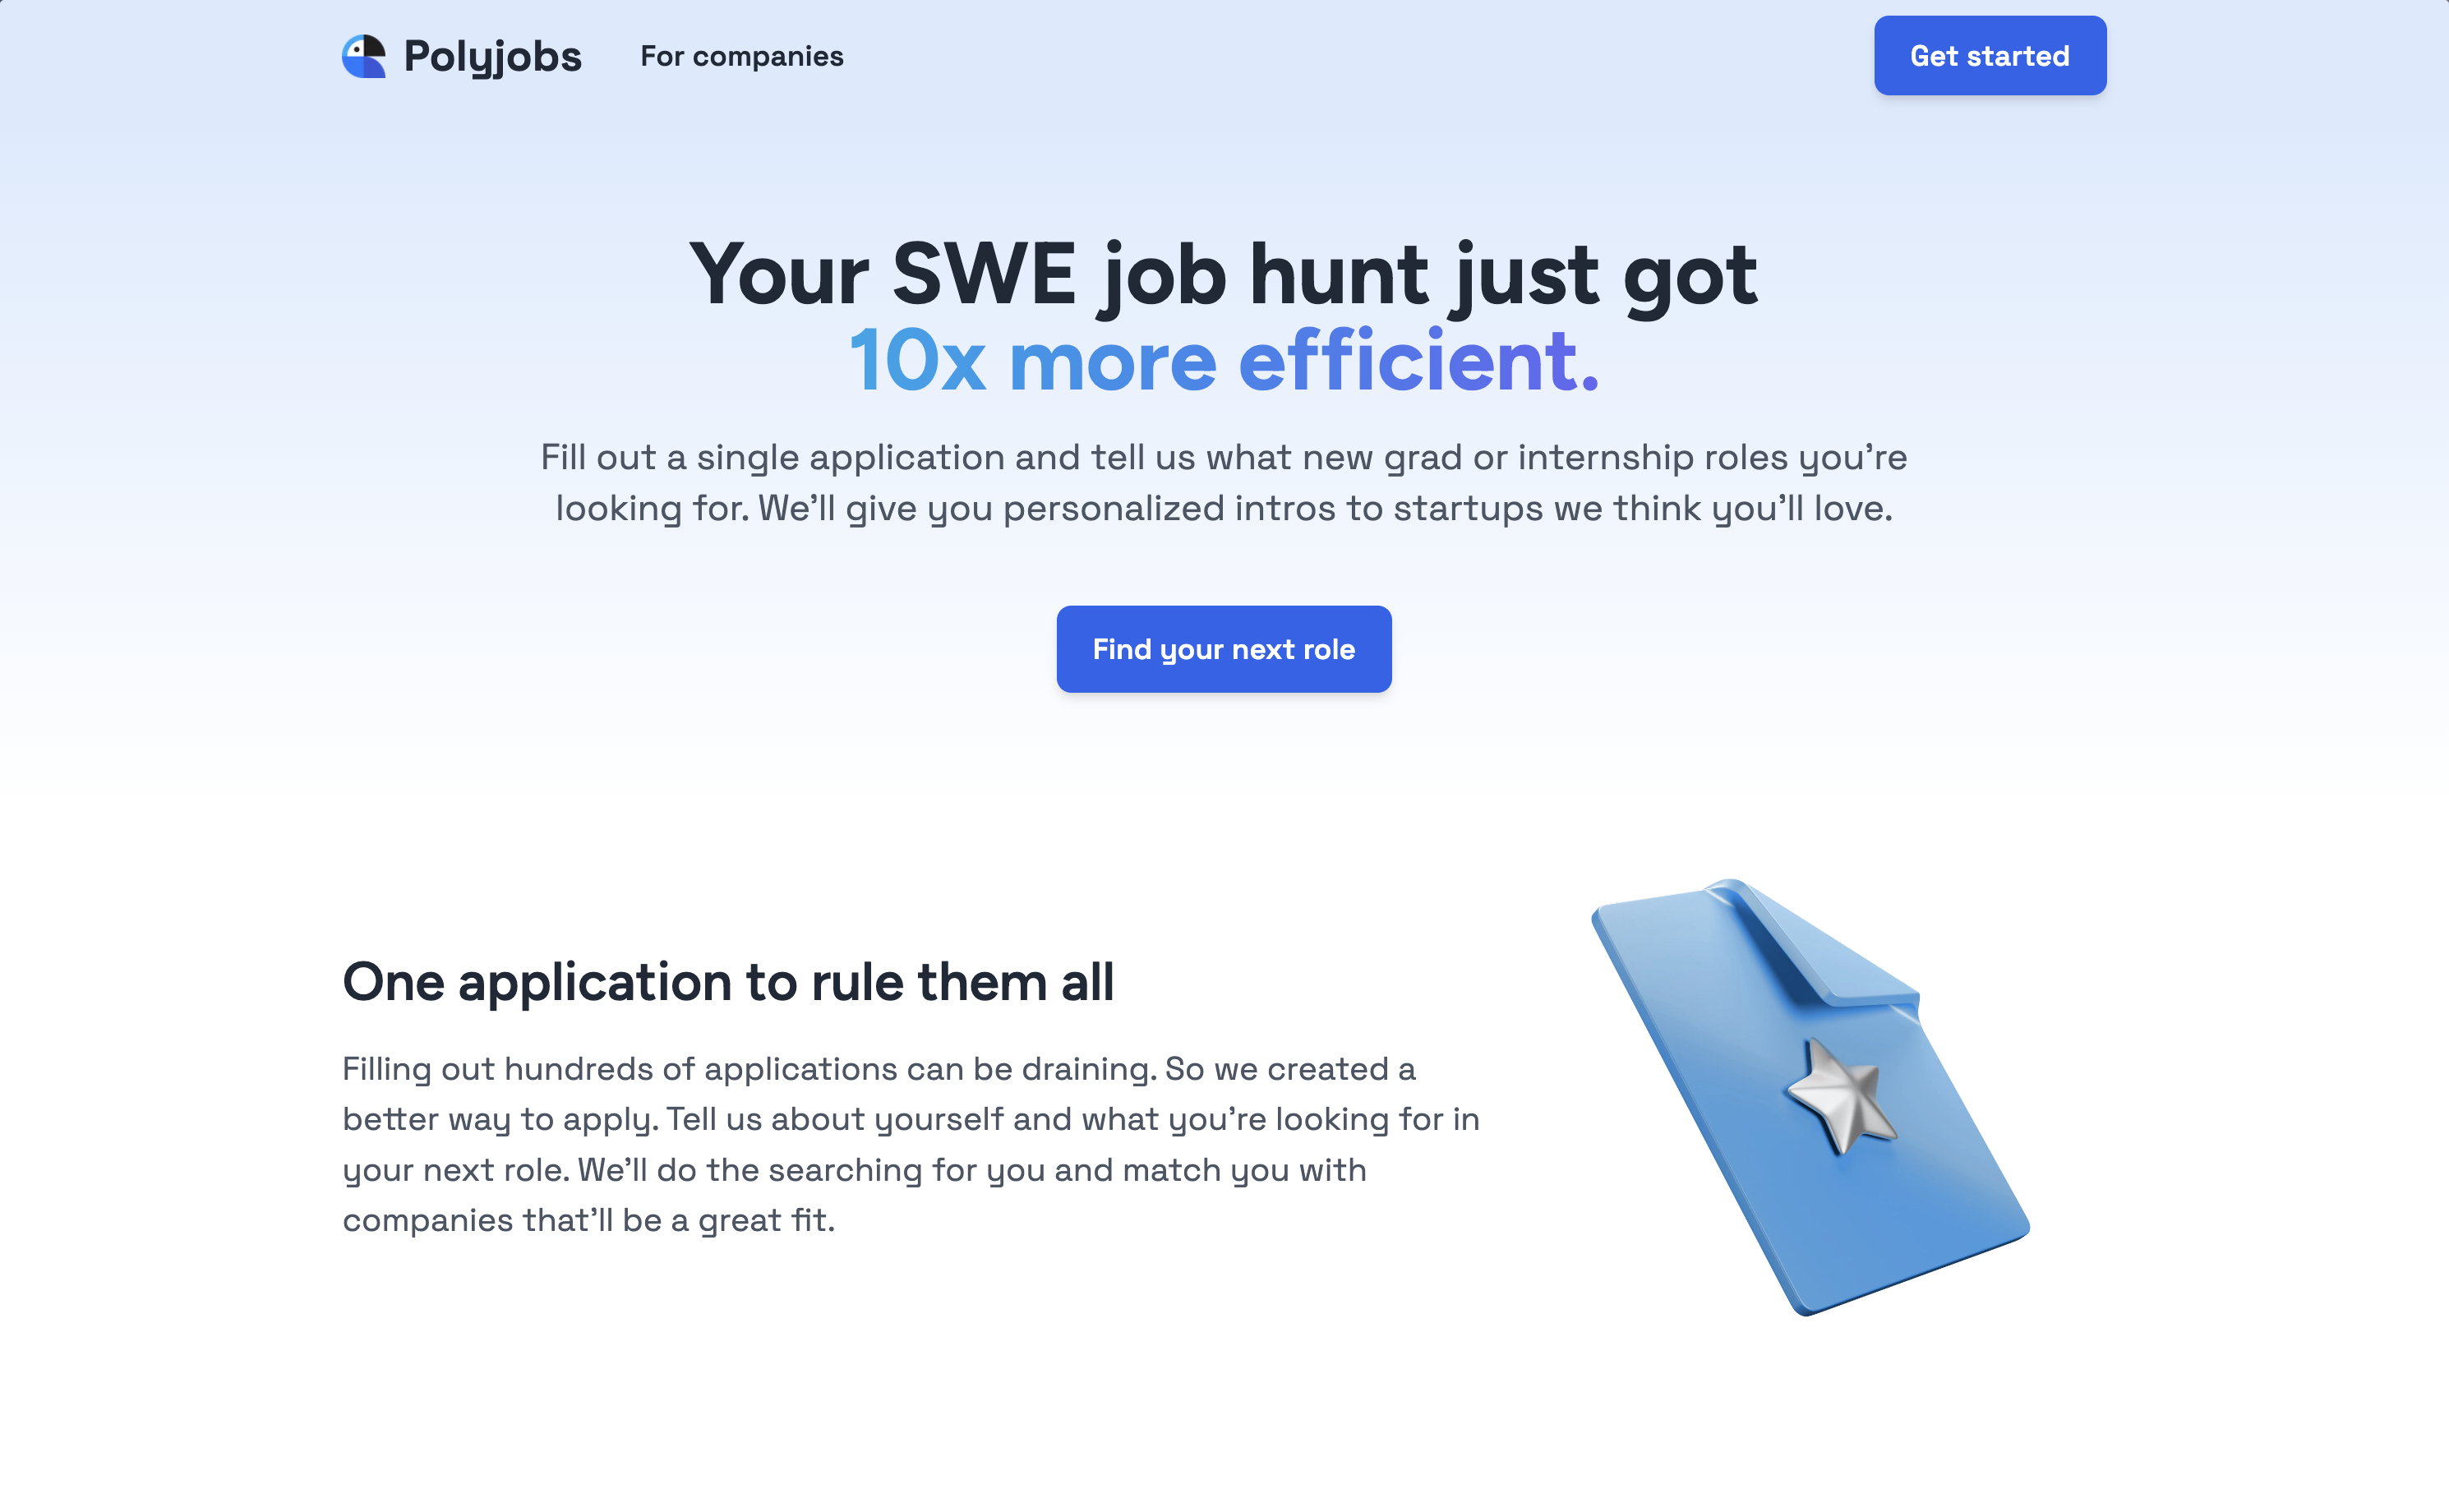 Polyjobs
For companies
Get started
Your SWE job hunt just got
10x more efficient.
Fill out a single application and tell us what new grad or internship roles you’re
looking for. We’ll give you personalized intros to startups we think you’ll love.
Find your next role
One application to rule them all
Filling out hundreds of applications can be draining. So we created a
better way to apply. Tell us about yourself and what you’re looking for in
your next role. We’ll do the searching for you and match you with
companies that’ll be a great fit.